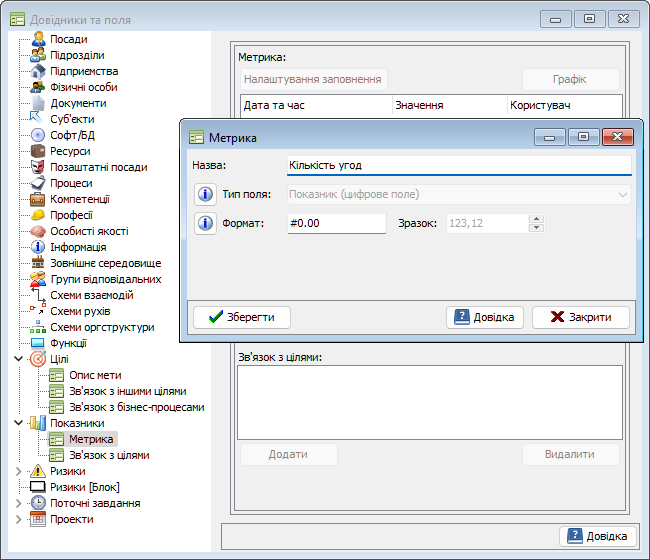 Довідники та поля
Посади
Підрозділи
Підприємства
Фізичні особи
Документи
Суб'єкти
Софт/БД
Ресурси
Позаштатні посади
Процеси
Компетенції
Професії
Особисті якості
Інформація
Зовнішнє середовище
Групи відповідальних
Схеми взаємодій
Схеми рухів
Схеми оргструктури
Функції
Цілі
Опис мети
Зв'язок з іншими цілями
Зв'язок з бізнес-процесами
Показники
Метрика
Зв'язок з цілями
Ризики
Ризики [Блок]
Поточні завдання
Проекти
Метрика:
Налаштування заповнення Графік
Дата та час Значення Користувач
Метрика
Назва: Кількість угод
Тип поля: Показник (цифрове поле)
Формат: #0.00 Зразок: 123,12
Зберегти Довідка Закрити
Зв'язок з цілями:
Додати Видалити
Довідка